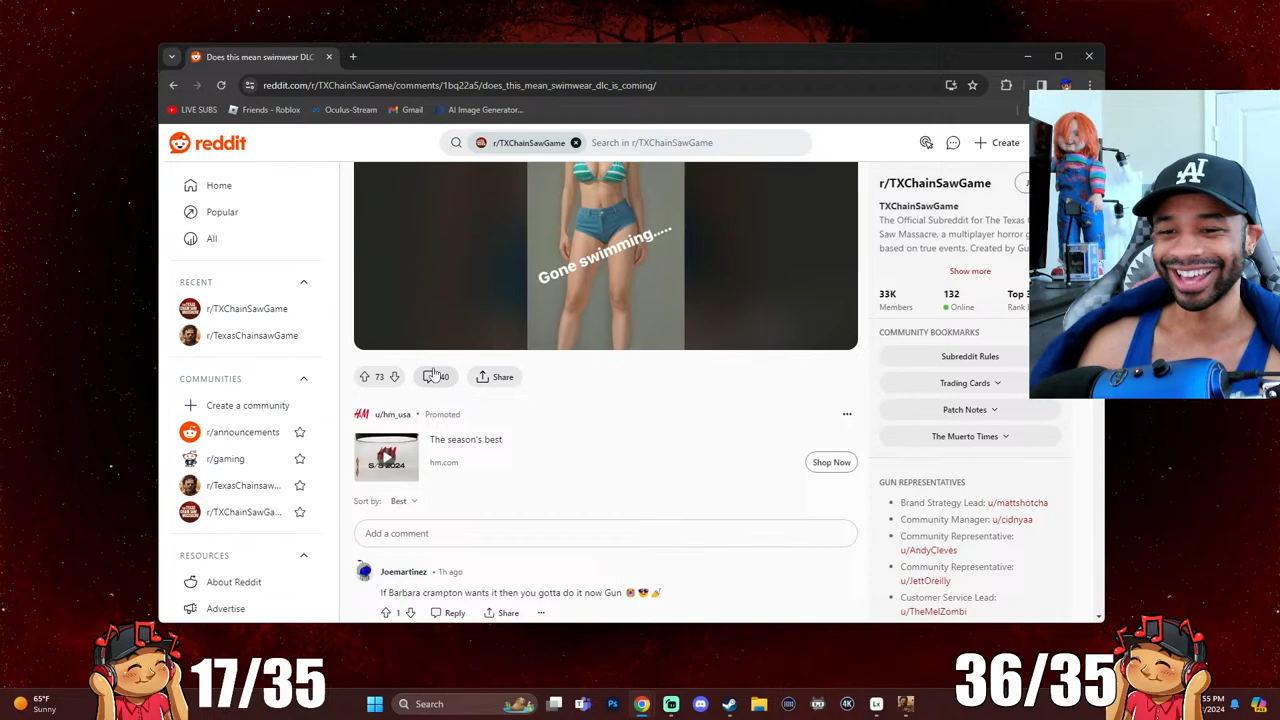 Does this mean swimwear DLC
reddit.com/r/TXChainSawGame/comments/1bq22a5/does_this_mean_swimwear_dlc_is_coming/
LIVE SUBS
Friends - Roblox
Oculus-Stream
Gmail
AI Image Generator...
reddit
r/TXChainSawGame
Search in r/TXChainSawGame
Create
Home
Popular
All
RECENT
r/TXChainSawGame
r/TexasChainsawGame
COMMUNITIES
Create a community
r/announcements
r/gaming
r/TexasChainsaw...
r/TXChainSawGa...
RESOURCES
About Reddit
Advertise
Gone swimming.....
73
40
Share
H&M
u/hm_usa • Promoted
The season's best
hm.com
S/S 2024
Shop Now
Sort by: Best
Add a comment
Joemartinez • 1h ago
If Barbara crampton wants it then you gotta do it now Gun
1
Reply
Share
r/TXChainSawGame
TXChainSawGame
The Official Subreddit for The Texas
Saw Massacre, a multiplayer horror g
based on true events. Created by Gu
Show more
33K
Members
132
Online
Top
Rank
COMMUNITY BOOKMARKS
Subreddit Rules
Trading Cards
Patch Notes
The Muerto Times
GUN REPRESENTATIVES
Brand Strategy Lead: u/mattshotcha
Community Manager: u/cidnyaa
Community Representative:
u/AndyCleves
Community Representative:
u/JettOreilly
Customer Service Lead:
u/TheMelZombi
AI
17/35
36/35
65°F
Sunny
Search
55 PM
/2024